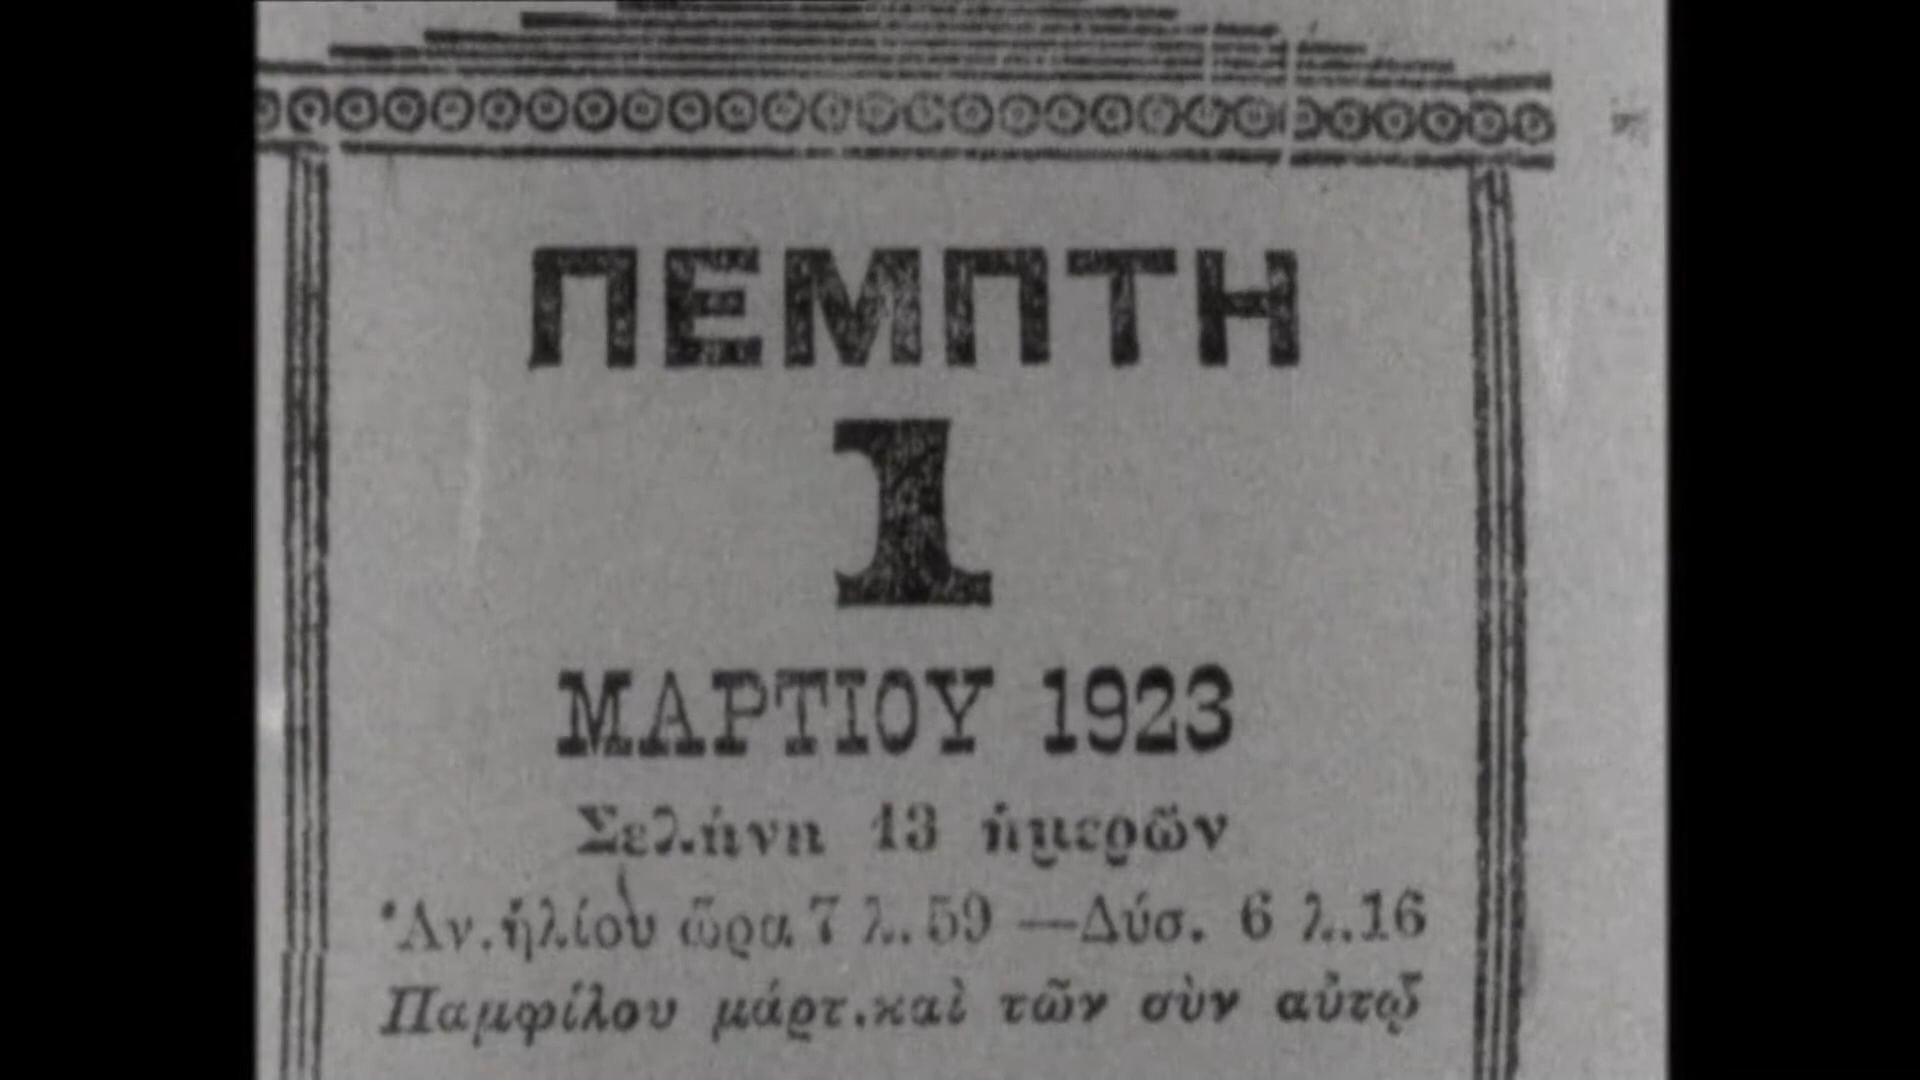 ΠΕΜΠΤΗ
1
ΜΑΡΤΙΟΥ 1923
Σελήνη 13 ἡμερῶν
Ἀν. ἡλίου ὥρα 7 λ. 59 —Δύσ. 6 λ. 16
Παμφίλου μάρτ. καὶ τῶν σὺν αὐτῷ